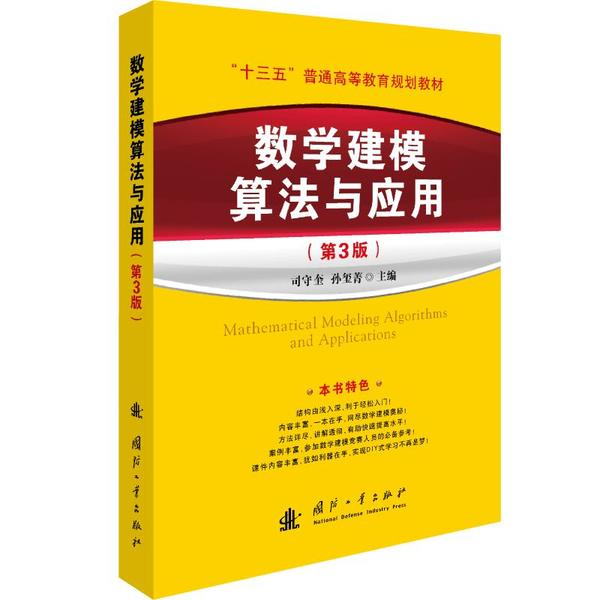 数学建模算法与应用（第3版）
国防工业出版社
“十三五”普通高等教育规划教材
数学建模
算法与应用
（第3版）
司守奎 孙玺菁◎主编
Mathematical Modeling Algorithms
and Applications
本书特色
结构由浅入深，利于轻松入门！
内容丰富，一本在手，网尽数学建模奥秘！
方法详尽，讲解透彻，有助快速提高水平！
案例丰富，参加数学建模竞赛人员的必备参考！
课件内容丰富，犹如利器在手，实现DIY式学习不再是梦！
国防工业出版社
National Defense Industry Press